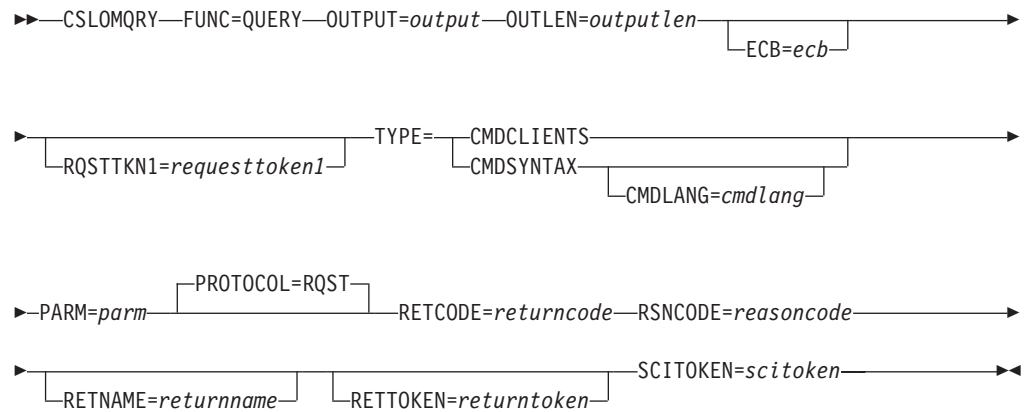 CSLOMQRY FUNC=QUERY OUTPUT=output OUTLEN=outputlen
ECB=ecb
TYPE= CMDCLIENTS
RQSTTKN1=requesttoken1 CMDSYNTAX
CMDLANG=cmdlang
PROTOCOL=RQST
PARM=parm RETCODE=returncode RSNCODE=reasoncode
SCITOKEN=scitoken
RETNAME=returnname RETTOKEN=returntoken